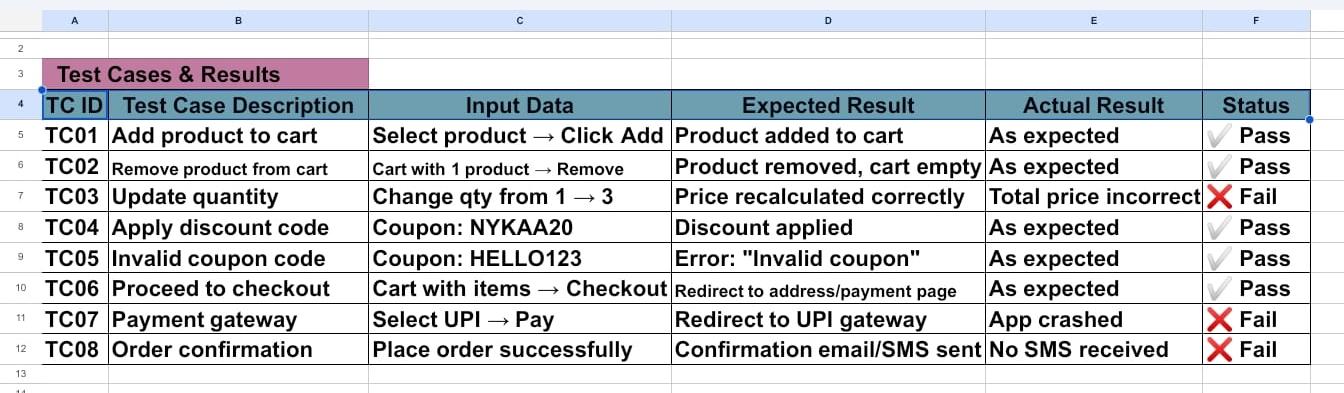 A B C D E F
2
3 Test Cases & Results
4 TC ID Test Case Description Input Data Expected Result Actual Result Status
5 TC01 Add product to cart Select product → Click Add Product added to cart As expected ✔ Pass
6 TC02 Remove product from cart Cart with 1 product → Remove Product removed, cart empty As expected ✔ Pass
7 TC03 Update quantity Change qty from 1 → 3 Price recalculated correctly Total price incorrect ❌ Fail
8 TC04 Apply discount code Coupon: NYKAA20 Discount applied As expected ✔ Pass
9 TC05 Invalid coupon code Coupon: HELLO123 Error: "Invalid coupon" As expected ✔ Pass
10 TC06 Proceed to checkout Cart with items → Checkout Redirect to address/payment page As expected ✔ Pass
11 TC07 Payment gateway Select UPI → Pay Redirect to UPI gateway App crashed ❌ Fail
12 TC08 Order confirmation Place order successfully Confirmation email/SMS sent No SMS received ❌ Fail
13